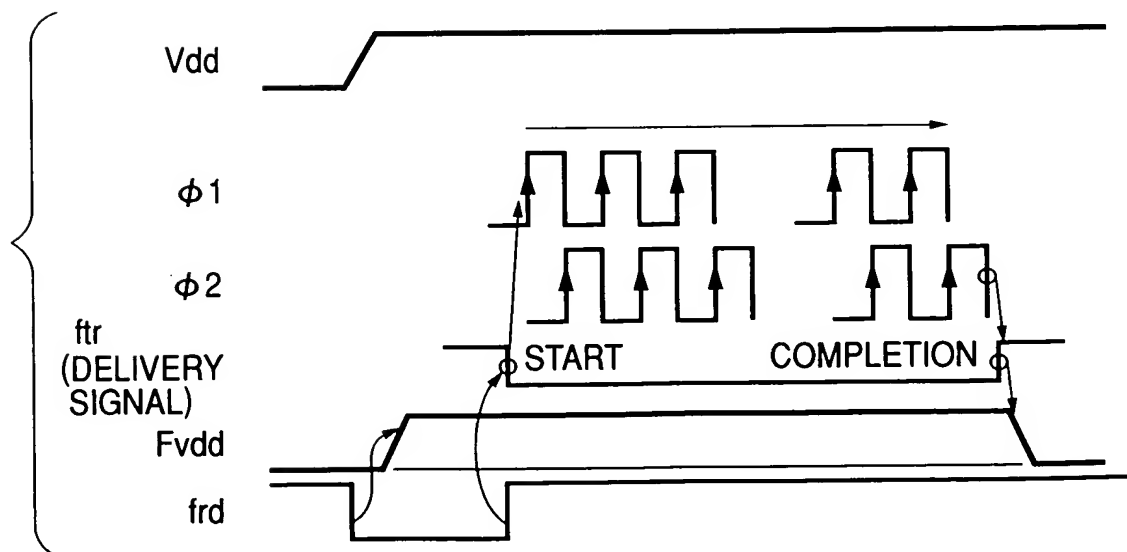 Vdd
ϕ1
ϕ2
ftr
(DELIVERY
SIGNAL)
START
COMPLETION
Fvdd
frd